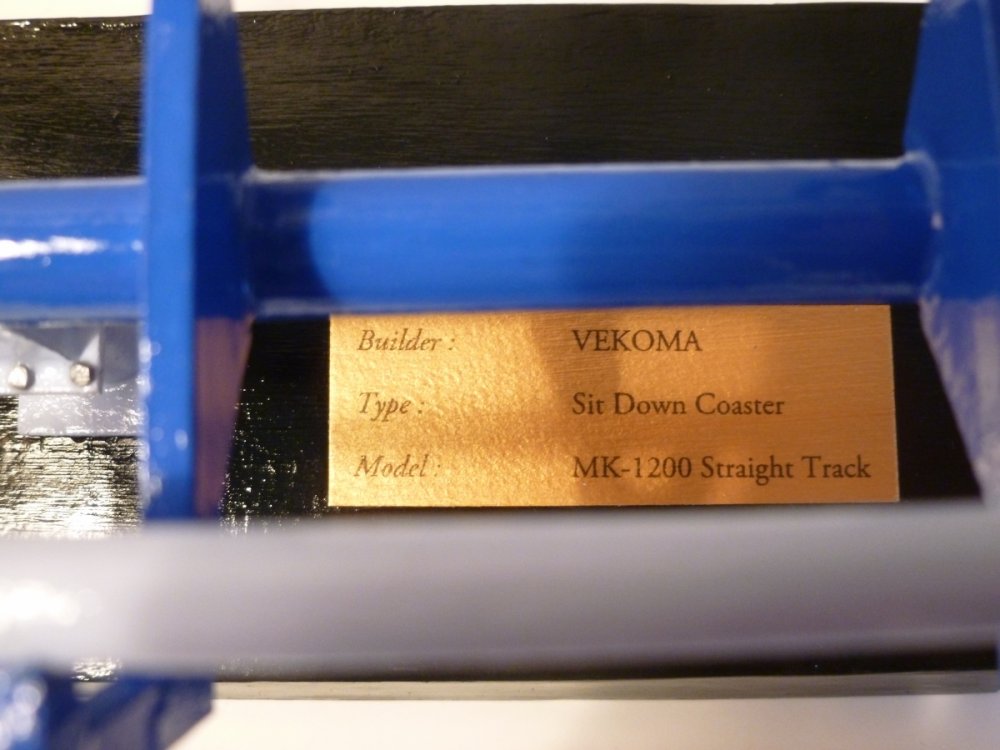 Builder : VEKOMA
Type : Sit Down Coaster
Model : MK-1200 Straight Track